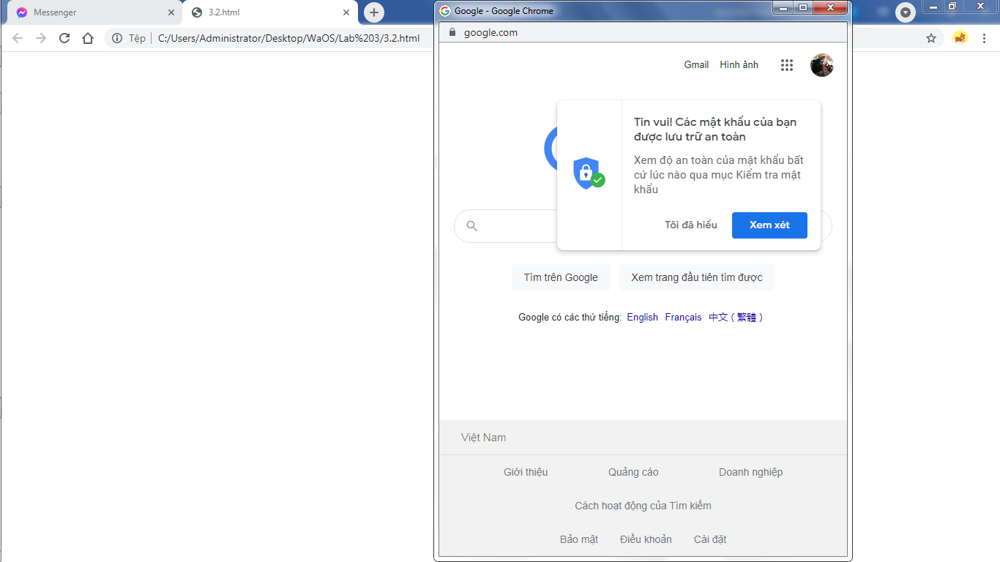 Messenger
3.2.html
Google - Google Chrome
Tệp
C:/Users/Administrator/Desktop/WaOS/Lab%203/3.2.html
google.com
Gmail Hình ảnh
Tin vui! Các mật khẩu của bạn
được lưu trữ an toàn
Xem độ an toàn của mật khẩu bất
cứ lúc nào qua mục Kiểm tra mật
khẩu
Tôi đã hiểu
Xem xét
Tìm trên Google
Xem trang đầu tiên tìm được
Google có các thứ tiếng: English Français 中文 ( 繁體 )
Việt Nam
Giới thiệu Quảng cáo Doanh nghiệp
Cách hoạt động của Tìm kiếm
Bảo mật Điều khoản Cài đặt